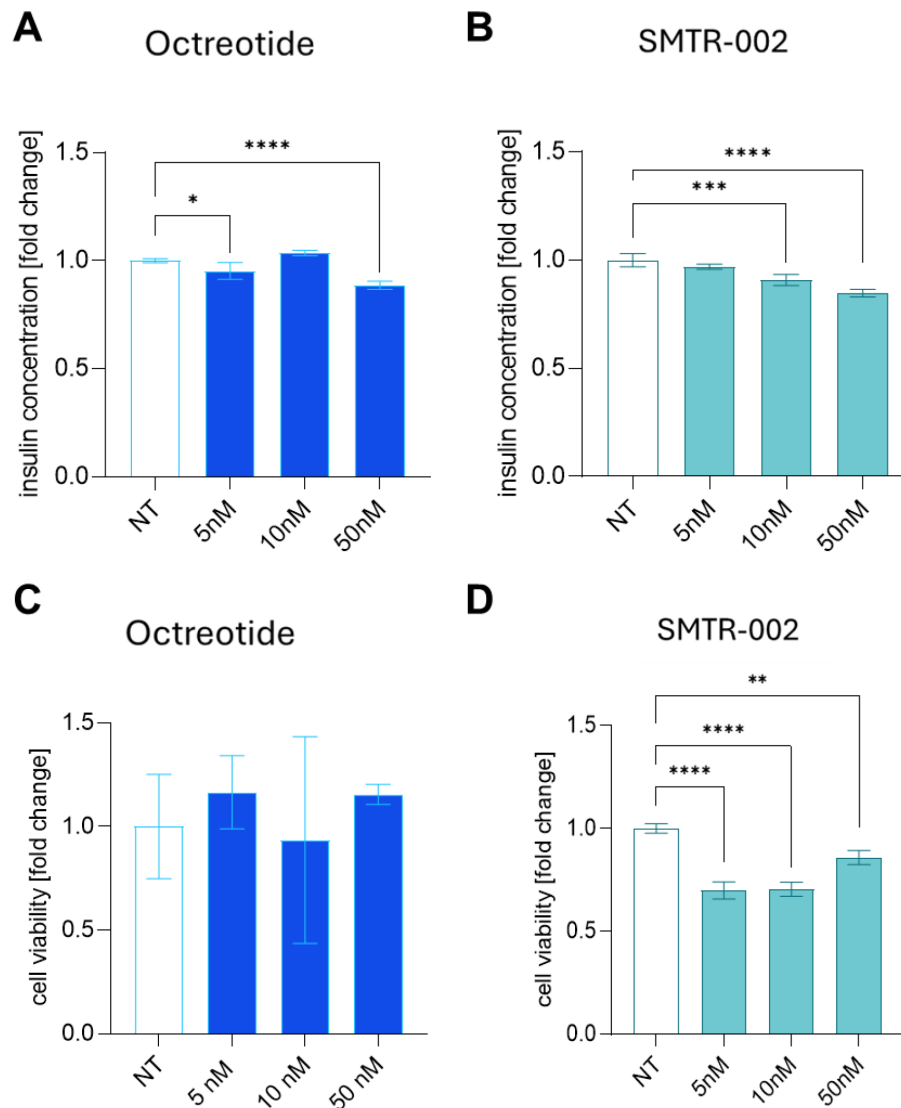 A
Octreotide
insulin concentration [fold change]
1.5
1.0
0.5
0.0
*
****
NT
5nM
10nM
50nM
B
SMTR-002
insulin concentration [fold change]
1.5
1.0
0.5
0.0
****
***
NT
5nM
10nM
50nM
C
Octreotide
cell viability [fold change]
1.5
1.0
0.5
0.0
NT
5 nM
10 nM
50 nM
D
SMTR-002
cell viability [fold change]
1.5
1.0
0.5
0.0
**
****
****
NT
5nM
10nM
50nM